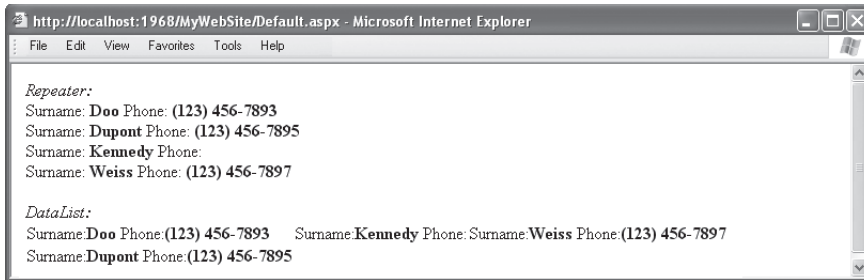 http://localhost:1968/MyWebSite/Default.aspx - Microsoft Internet Explorer
File Edit View Favorites Tools Help
Repeater:
Surname: Doo Phone: (123) 456-7893
Surname: Dupont Phone: (123) 456-7895
Surname: Kennedy Phone:
Surname: Weiss Phone: (123) 456-7897
DataList:
Surname:Doo Phone:(123) 456-7893 Surname:Kennedy Phone: Surname:Weiss Phone:(123) 456-7897
Surname:Dupont Phone:(123) 456-7895